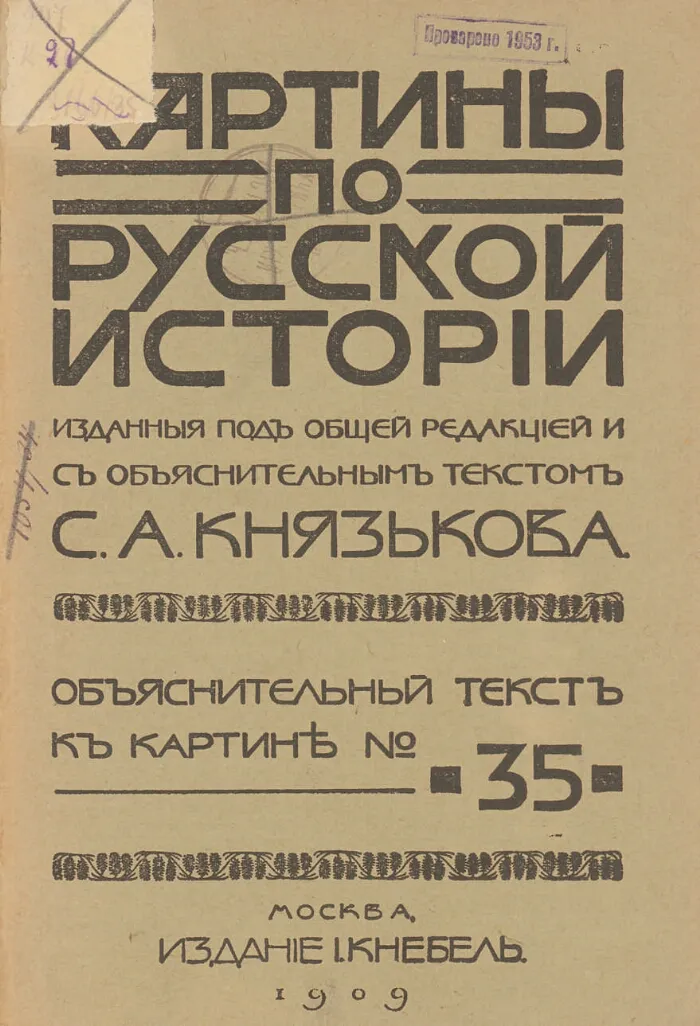 Проверено 1953 г.
27
КАРТИНЫ
ПО
РУССКОЙ
ИСТОРІИ
ИЗДАННЫЯ ПОДЪ ОБЩЕЙ РЕДАКЦІЕЙ И
СЪ ОБЪЯСНИТЕЛЬНЫМЪ ТЕКСТОМЪ
С. А. КНЯЗЬКОВА.
ОБЪЯСНИТЕЛЬНЫЙ ТЕКСТЪ
КЪ КАРТИНѢ №
35
МОСКВА,
ИЗДАНІЕ І. КНЕБЕЛЬ.
1909